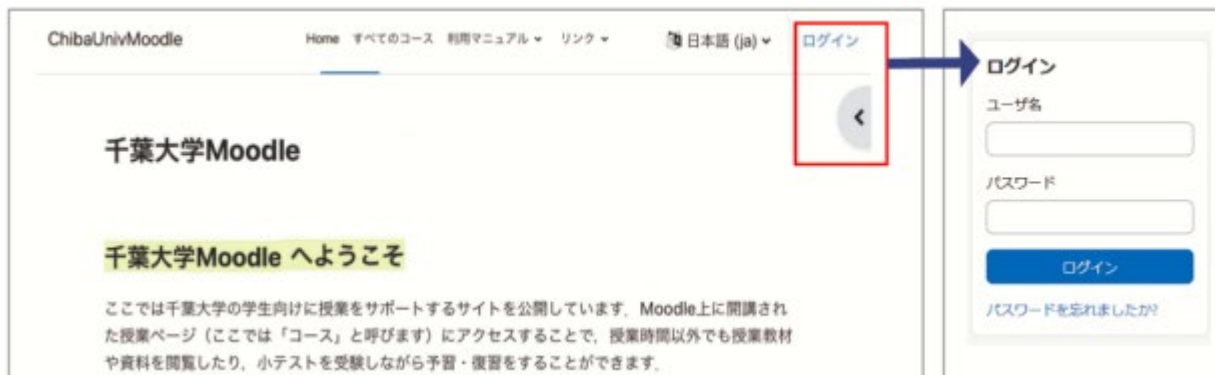 ChibaUnivMoodle Home すべてのコース 利用マニュアル リンク 日本語 (ja) ログイン
千葉大学Moodle
千葉大学Moodle へようこそ
ここでは千葉大学の学生向けに授業をサポートするサイトを公開しています．Moodle上に開講され
た授業ページ（ここでは「コース」と呼びます）にアクセスすることで，授業時間以外でも授業教材
や資料を閲覧したり，小テストを受験しながら予習・復習をすることができます．
ログイン
ユーザ名
パスワード
ログイン
パスワードを忘れましたか?